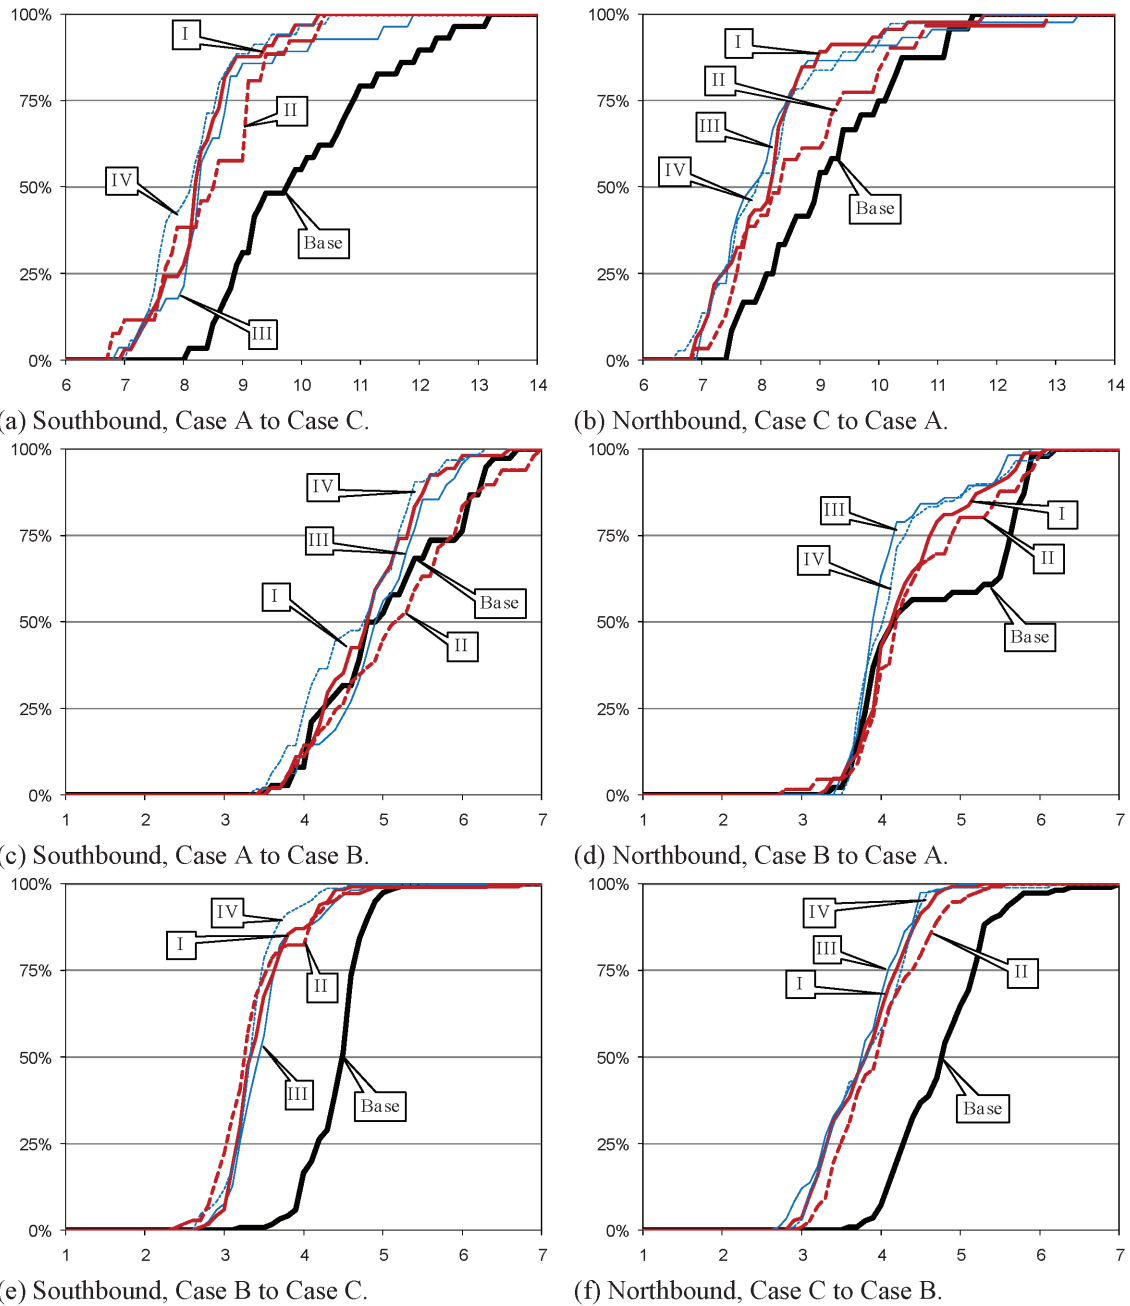 100% 100%
I I
II
75% 75%
II
III
IV IV
50% 50%
Base
Base
25% 25%
III
0% 0%
6 7 8 9 10 11 12 13 14 6 7 8 9 10 11 12 13 14
(a) Southbound, Case A to Case C. (b) Northbound, Case C to Case A.
100% 100%
IV
III I
75% 75%
III
II
IV
I Base
50% 50%
II Base
25% 25%
0% 0%
1 2 3 4 5 6 7 1 2 3 4 5 6 7
(c) Southbound, Case A to Case B. (d) Northbound, Case B to Case A.
100% 100%
IV IV
I III
75% 75%
II
II I
50% 50%
III
Base Base
25% 25%
0% 0%
1 2 3 4 5 6 7 1 2 3 4 5 6 7
(e) Southbound, Case B to Case C. (f) Northbound, Case C to Case B.